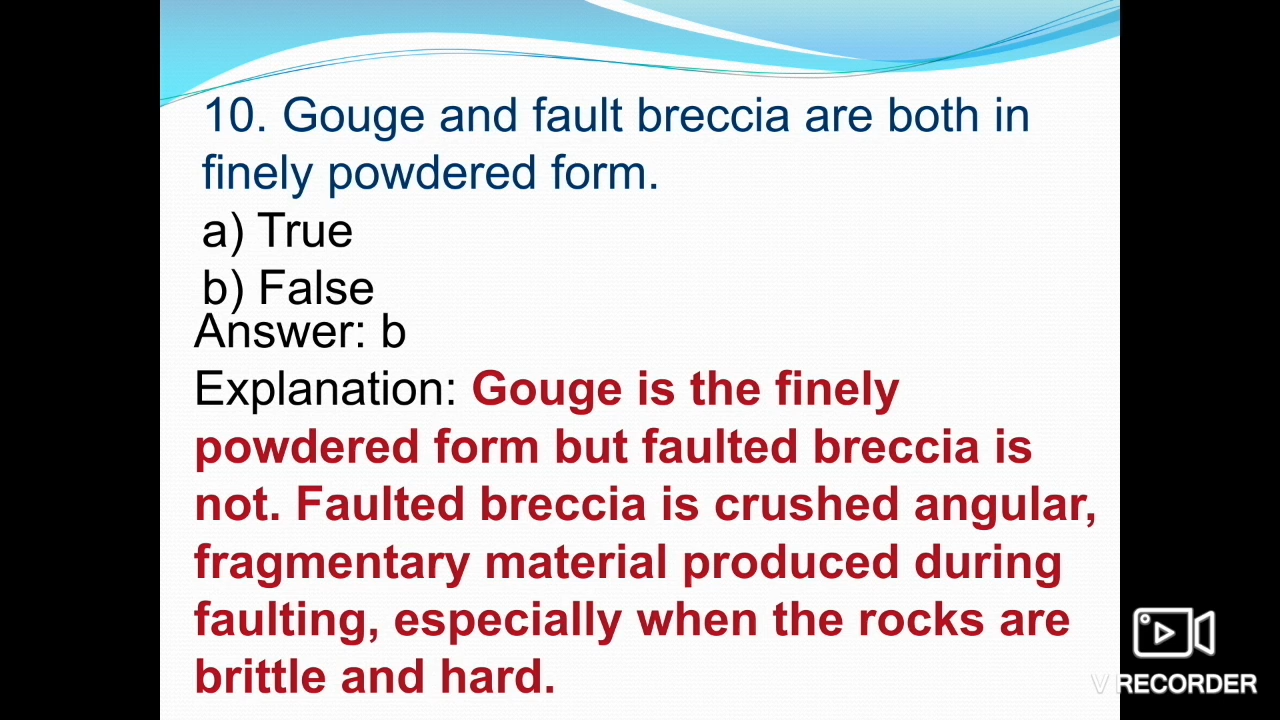 10. Gouge and fault breccia are both in
finely powdered form.
a) True
b) False
Answer: b
Explanation: Gouge is the finely
powdered form but faulted breccia is
not. Faulted breccia is crushed angular,
fragmentary material produced during
faulting, especially when the rocks are
brittle and hard.
V RECORDER